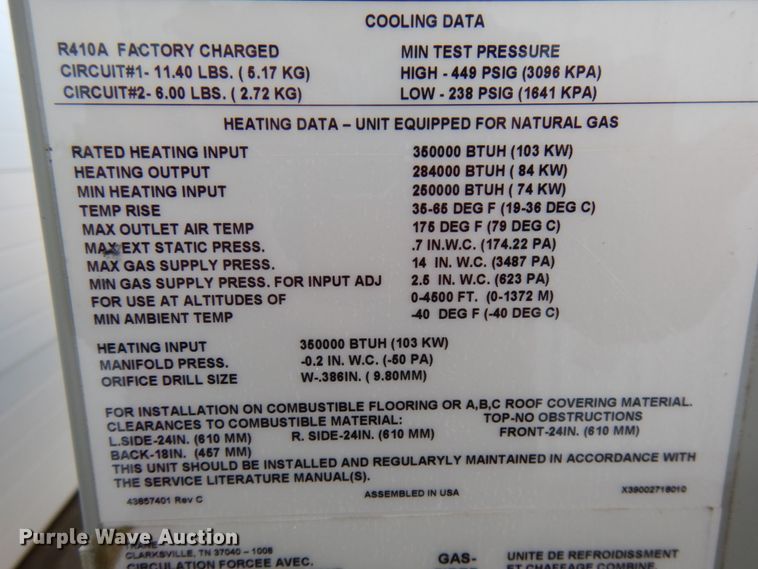 COOLING DATA
R410A FACTORY CHARGED MIN TEST PRESSURE
CIRCUIT#1- 11.40 LBS. ( 5.17 KG) HIGH - 449 PSIG (3096 KPA)
CIRCUIT#2- 6.00 LBS. ( 2.72 KG) LOW - 238 PSIG (1641 KPA)
HEATING DATA – UNIT EQUIPPED FOR NATURAL GAS
RATED HEATING INPUT 350000 BTUH (103 KW)
HEATING OUTPUT 284000 BTUH ( 84 KW)
MIN HEATING INPUT 250000 BTUH ( 74 KW)
TEMP RISE 35-65 DEG F (19-36 DEG C)
MAX OUTLET AIR TEMP 175 DEG F (79 DEG C)
MAX EXT STATIC PRESS. .7 IN.W.C. (174.22 PA)
MAX GAS SUPPLY PRESS. 14 IN. W.C. (3487 PA)
MIN GAS SUPPLY PRESS. FOR INPUT ADJ 2.5 IN. W.C. (623 PA)
FOR USE AT ALTITUDES OF 0-4500 FT. (0-1372 M)
MIN AMBIENT TEMP -40 DEG F (-40 DEG C)
HEATING INPUT 350000 BTUH (103 KW)
MANIFOLD PRESS. -0.2 IN. W.C. (-50 PA)
ORIFICE DRILL SIZE W-.386IN. ( 9.80MM)
FOR INSTALLATION ON COMBUSTIBLE FLOORING OR A,B,C ROOF COVERING MATERIAL.
CLEARANCES TO COMBUSTIBLE MATERIAL: TOP-NO OBSTRUCTIONS
L.SIDE-24IN. (610 MM) R. SIDE-24IN. (610 MM) FRONT-24IN. (610 MM)
BACK-18IN. (457 MM)
THIS UNIT SHOULD BE INSTALLED AND REGULARYLY MAINTAINED IN ACCORDANCE WITH
THE SERVICE LITERATURE MANUAL(S).
43857401 Rev C ASSEMBLED IN USA X39002718010
TRANE
CLARKSVILLE, TN 37040 - 1008
CIRCULATION FORCEE AVEC. GAS- UNITE DE REFROIDISSMENT
ET CHAFFAGE COMBINE
Purple Wave Auction